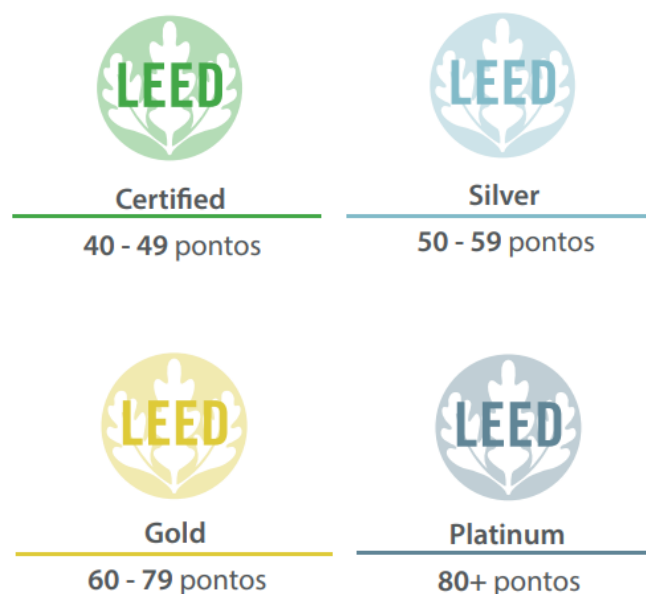 LEED
Certified
40 - 49 pontos
LEED
Silver
50 - 59 pontos
LEED
Gold
60 - 79 pontos
LEED
Platinum
80+ pontos